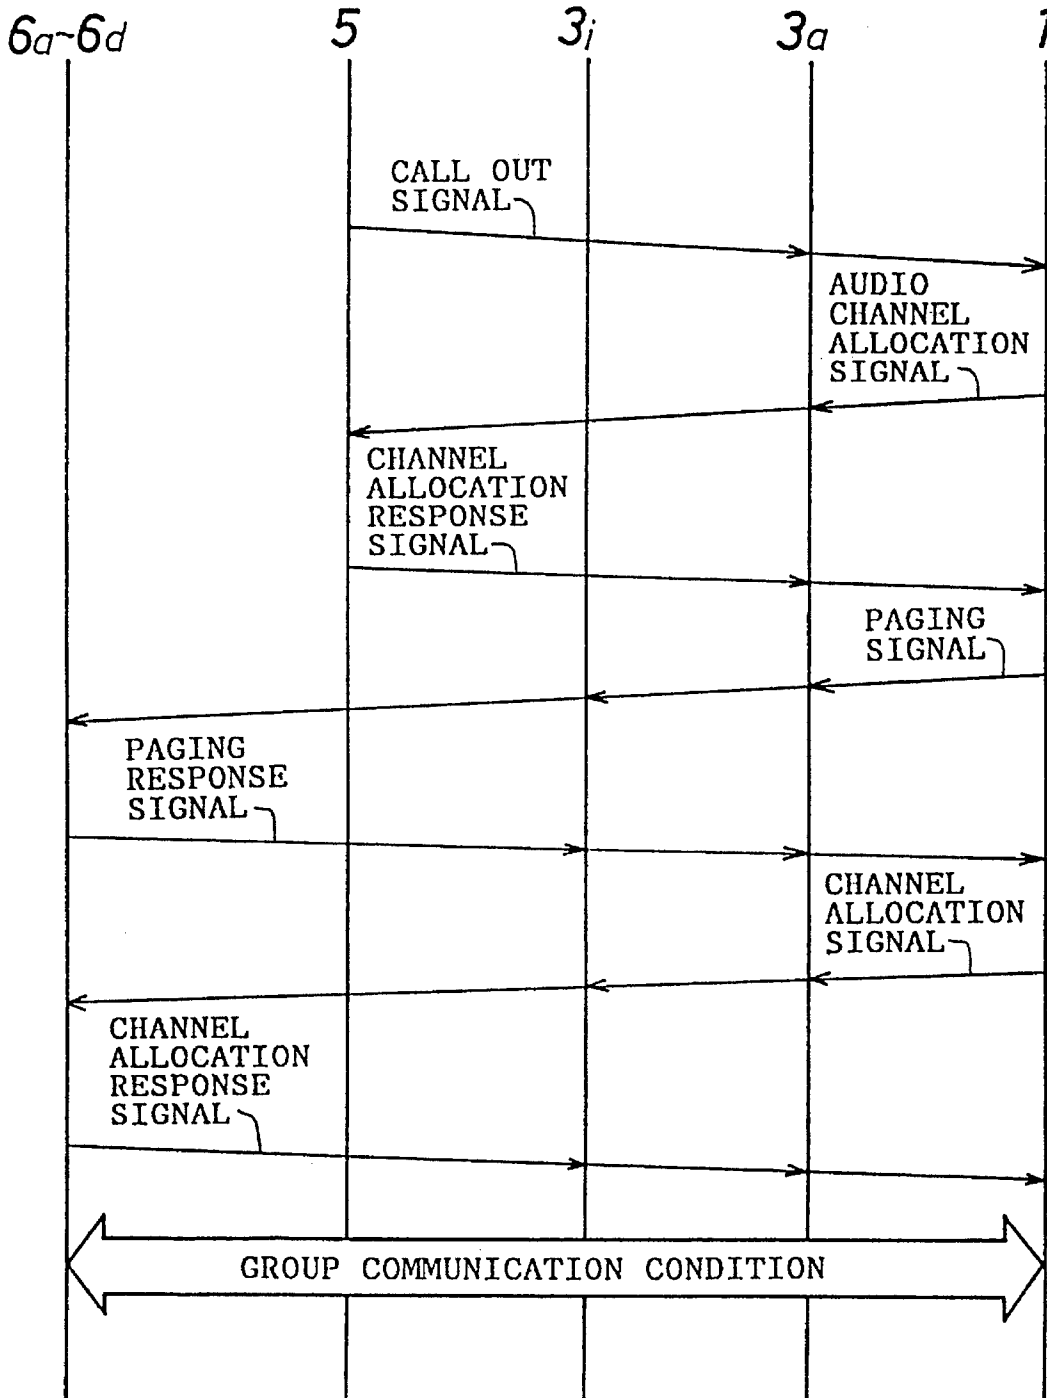 6a~6d 5 3i 3a 1
CALL OUT
SIGNAL
AUDIO
CHANNEL
ALLOCATION
SIGNAL
CHANNEL
ALLOCATION
RESPONSE
SIGNAL
PAGING
SIGNAL
PAGING
RESPONSE
SIGNAL
CHANNEL
ALLOCATION
SIGNAL
CHANNEL
ALLOCATION
RESPONSE
SIGNAL
GROUP COMMUNICATION CONDITION